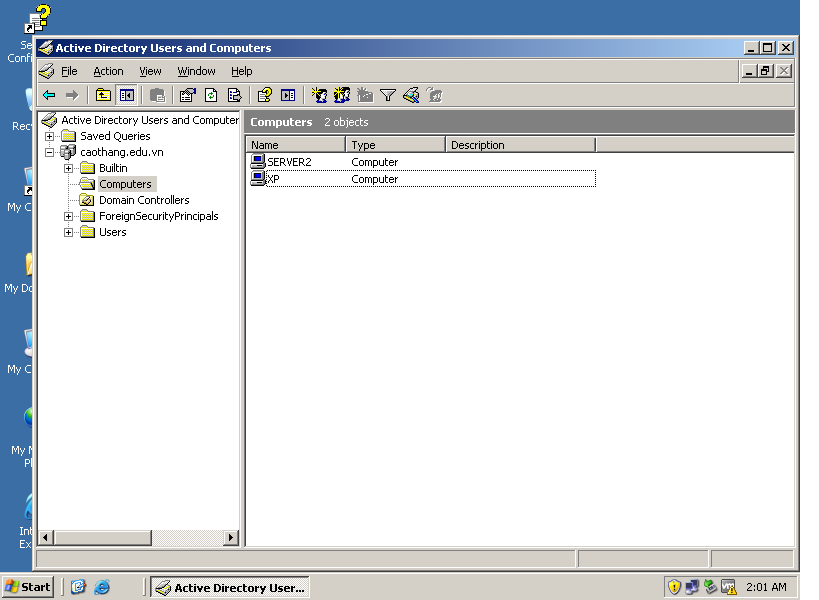 Se
Confi
Rec
My C
My Do
My C
My N
Pl
Int
Ex
Active Directory Users and Computers
File Action View Window Help
Active Directory Users and Computer
Saved Queries
caothang.edu.vn
Builtin
Computers
Domain Controllers
ForeignSecurityPrincipals
Users
Computers 2 objects
Name Type Description
SERVER2 Computer
XP Computer
Start
Active Directory User...
2:01 AM